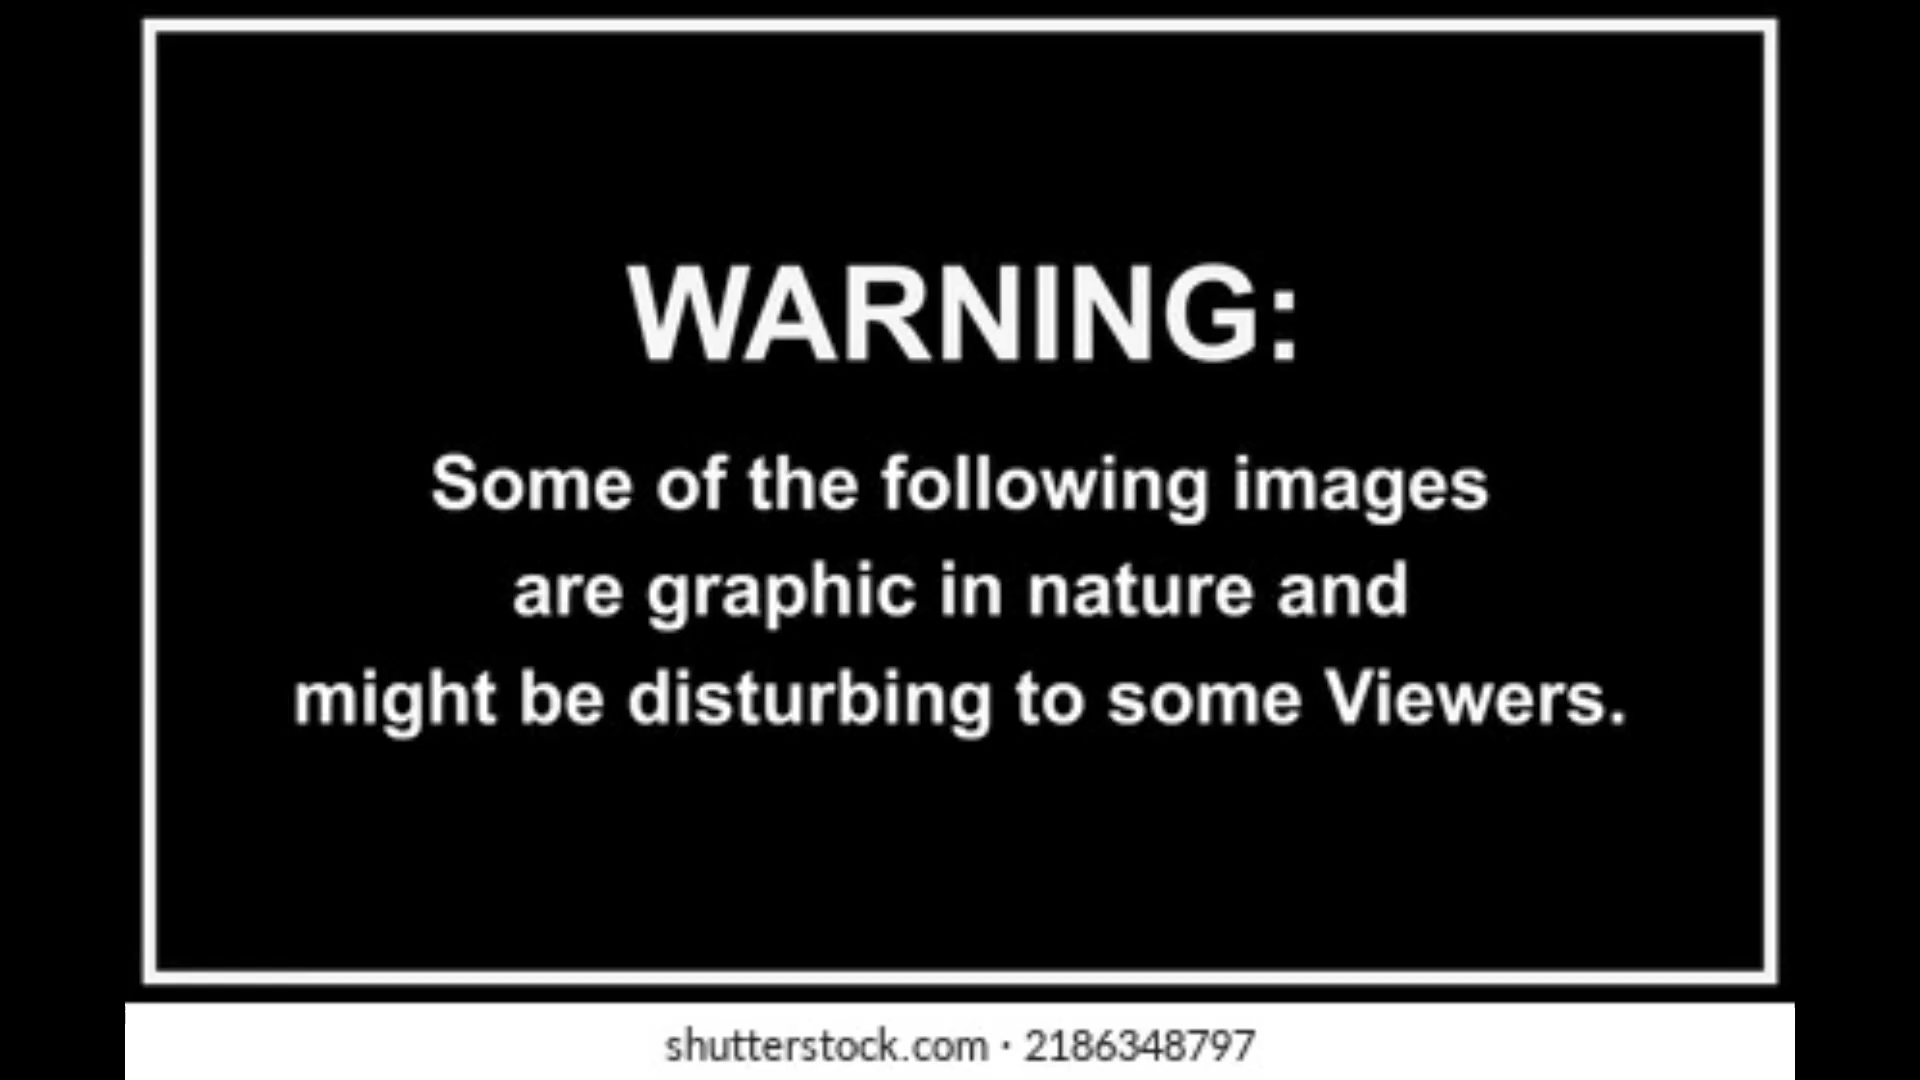 WARNING:
Some of the following images
are graphic in nature and
might be disturbing to some Viewers.
shutterstock.com · 2186348797